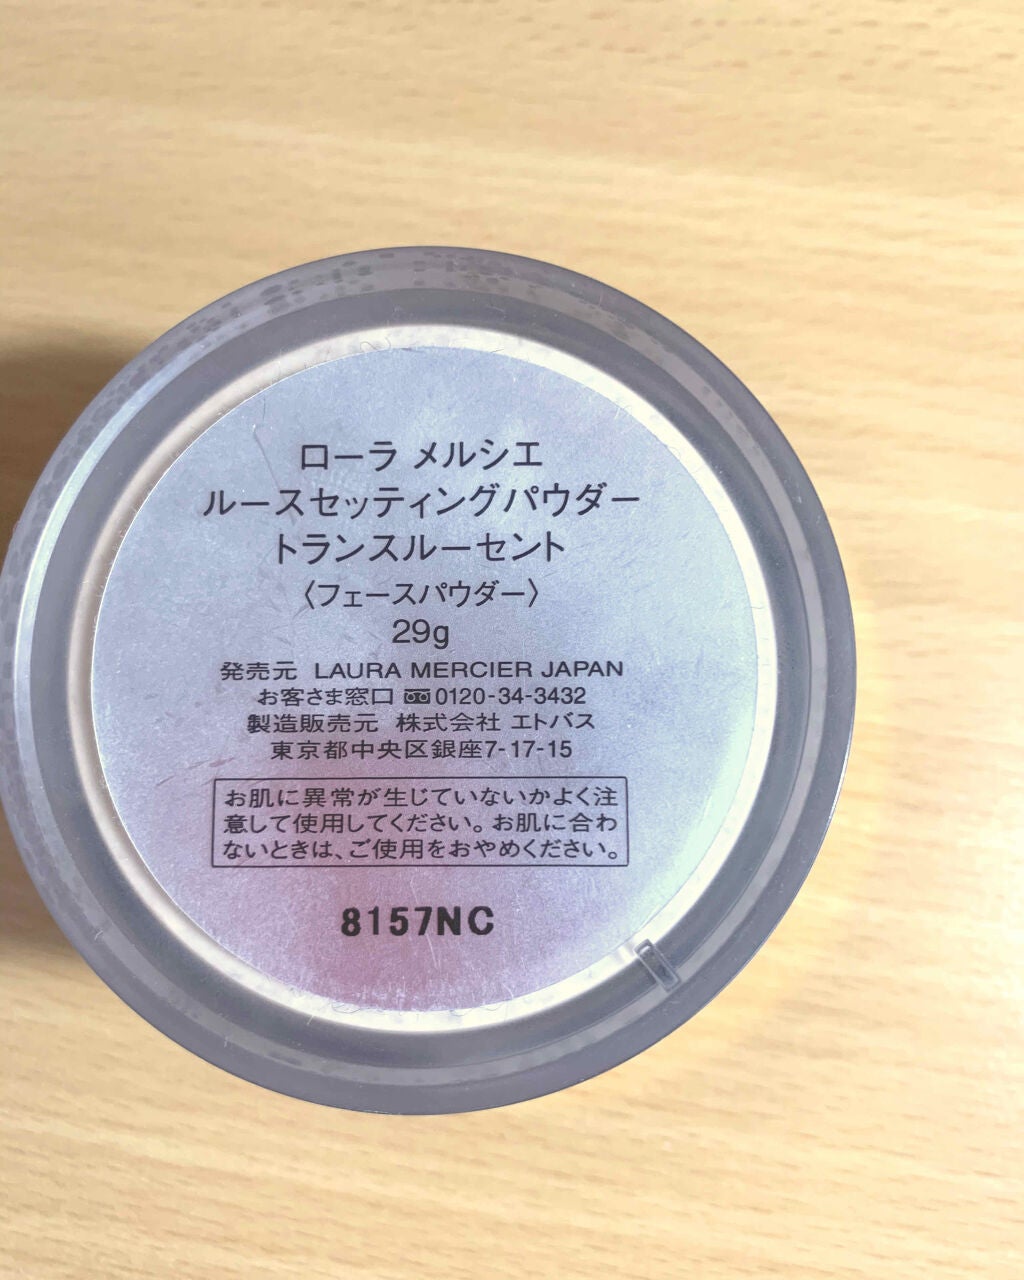 ローラ メルシエ
ルースセッティングパウダー
トランスルーセント
〈フェースパウダー〉
29g
発売元 LAURA MERCIER JAPAN
お客さま窓口 0120-34-3432
製造販売元 株式会社 エトバス
東京都中央区銀座7-17-15
お肌に異常が生じていないかよく注
意して使用してください。お肌に合わ
ないときは、ご使用をおやめください。
8157NC